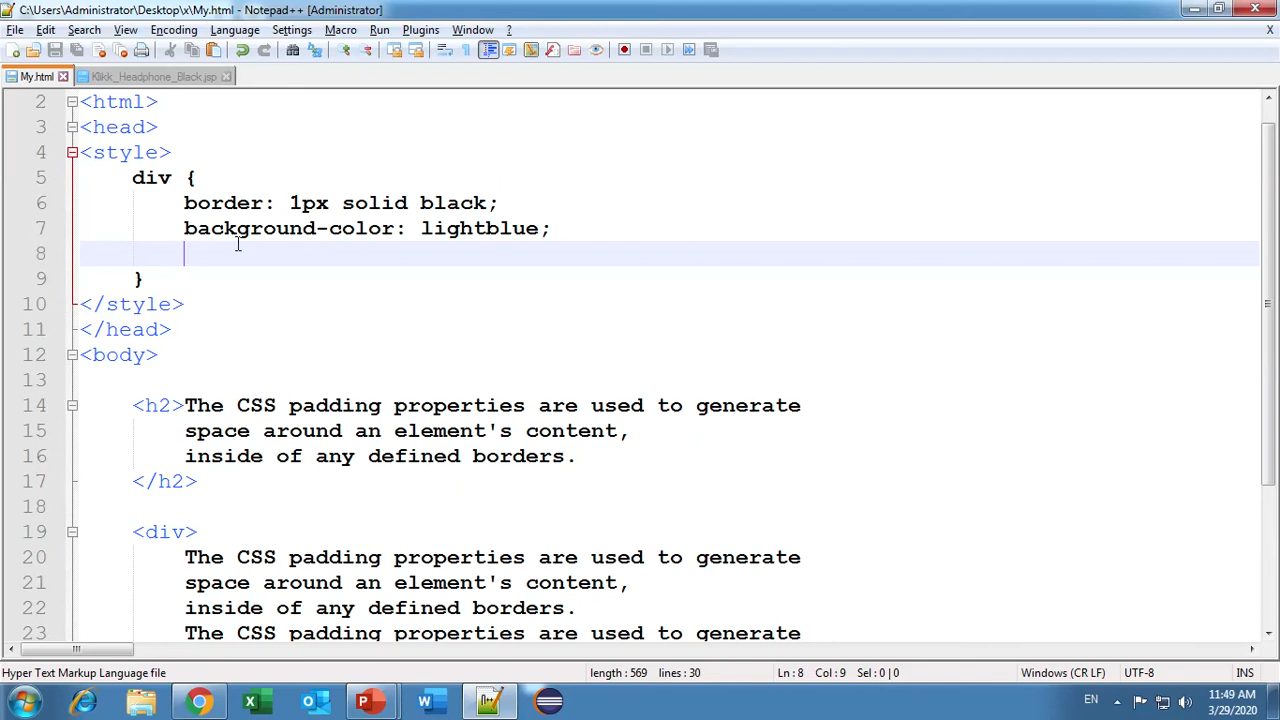 C:\Users\Administrator\Desktop\x\My.html - Notepad++ [Administrator]
File Edit Search View Encoding Language Settings Macro Run Plugins Window ? X
My.html Klikk_Headphone_Black.jsp
2 <html>
3 <head>
4 <style>
5 div {
6 border: 1px solid black;
7 background-color: lightblue;
8
9 }
10 </style>
11 </head>
12 <body>
13
14 <h2>The CSS padding properties are used to generate
15 space around an element's content,
16 inside of any defined borders.
17 </h2>
18
19 <div>
20 The CSS padding properties are used to generate
21 space around an element's content,
22 inside of any defined borders.
23 The CSS padding properties are used to generate
Hyper Text Markup Language file length : 569 lines : 30 Ln : 8 Col : 9 Sel : 0 | 0 Windows (CR LF) UTF-8 INS
EN 11:49 AM
3/29/2020